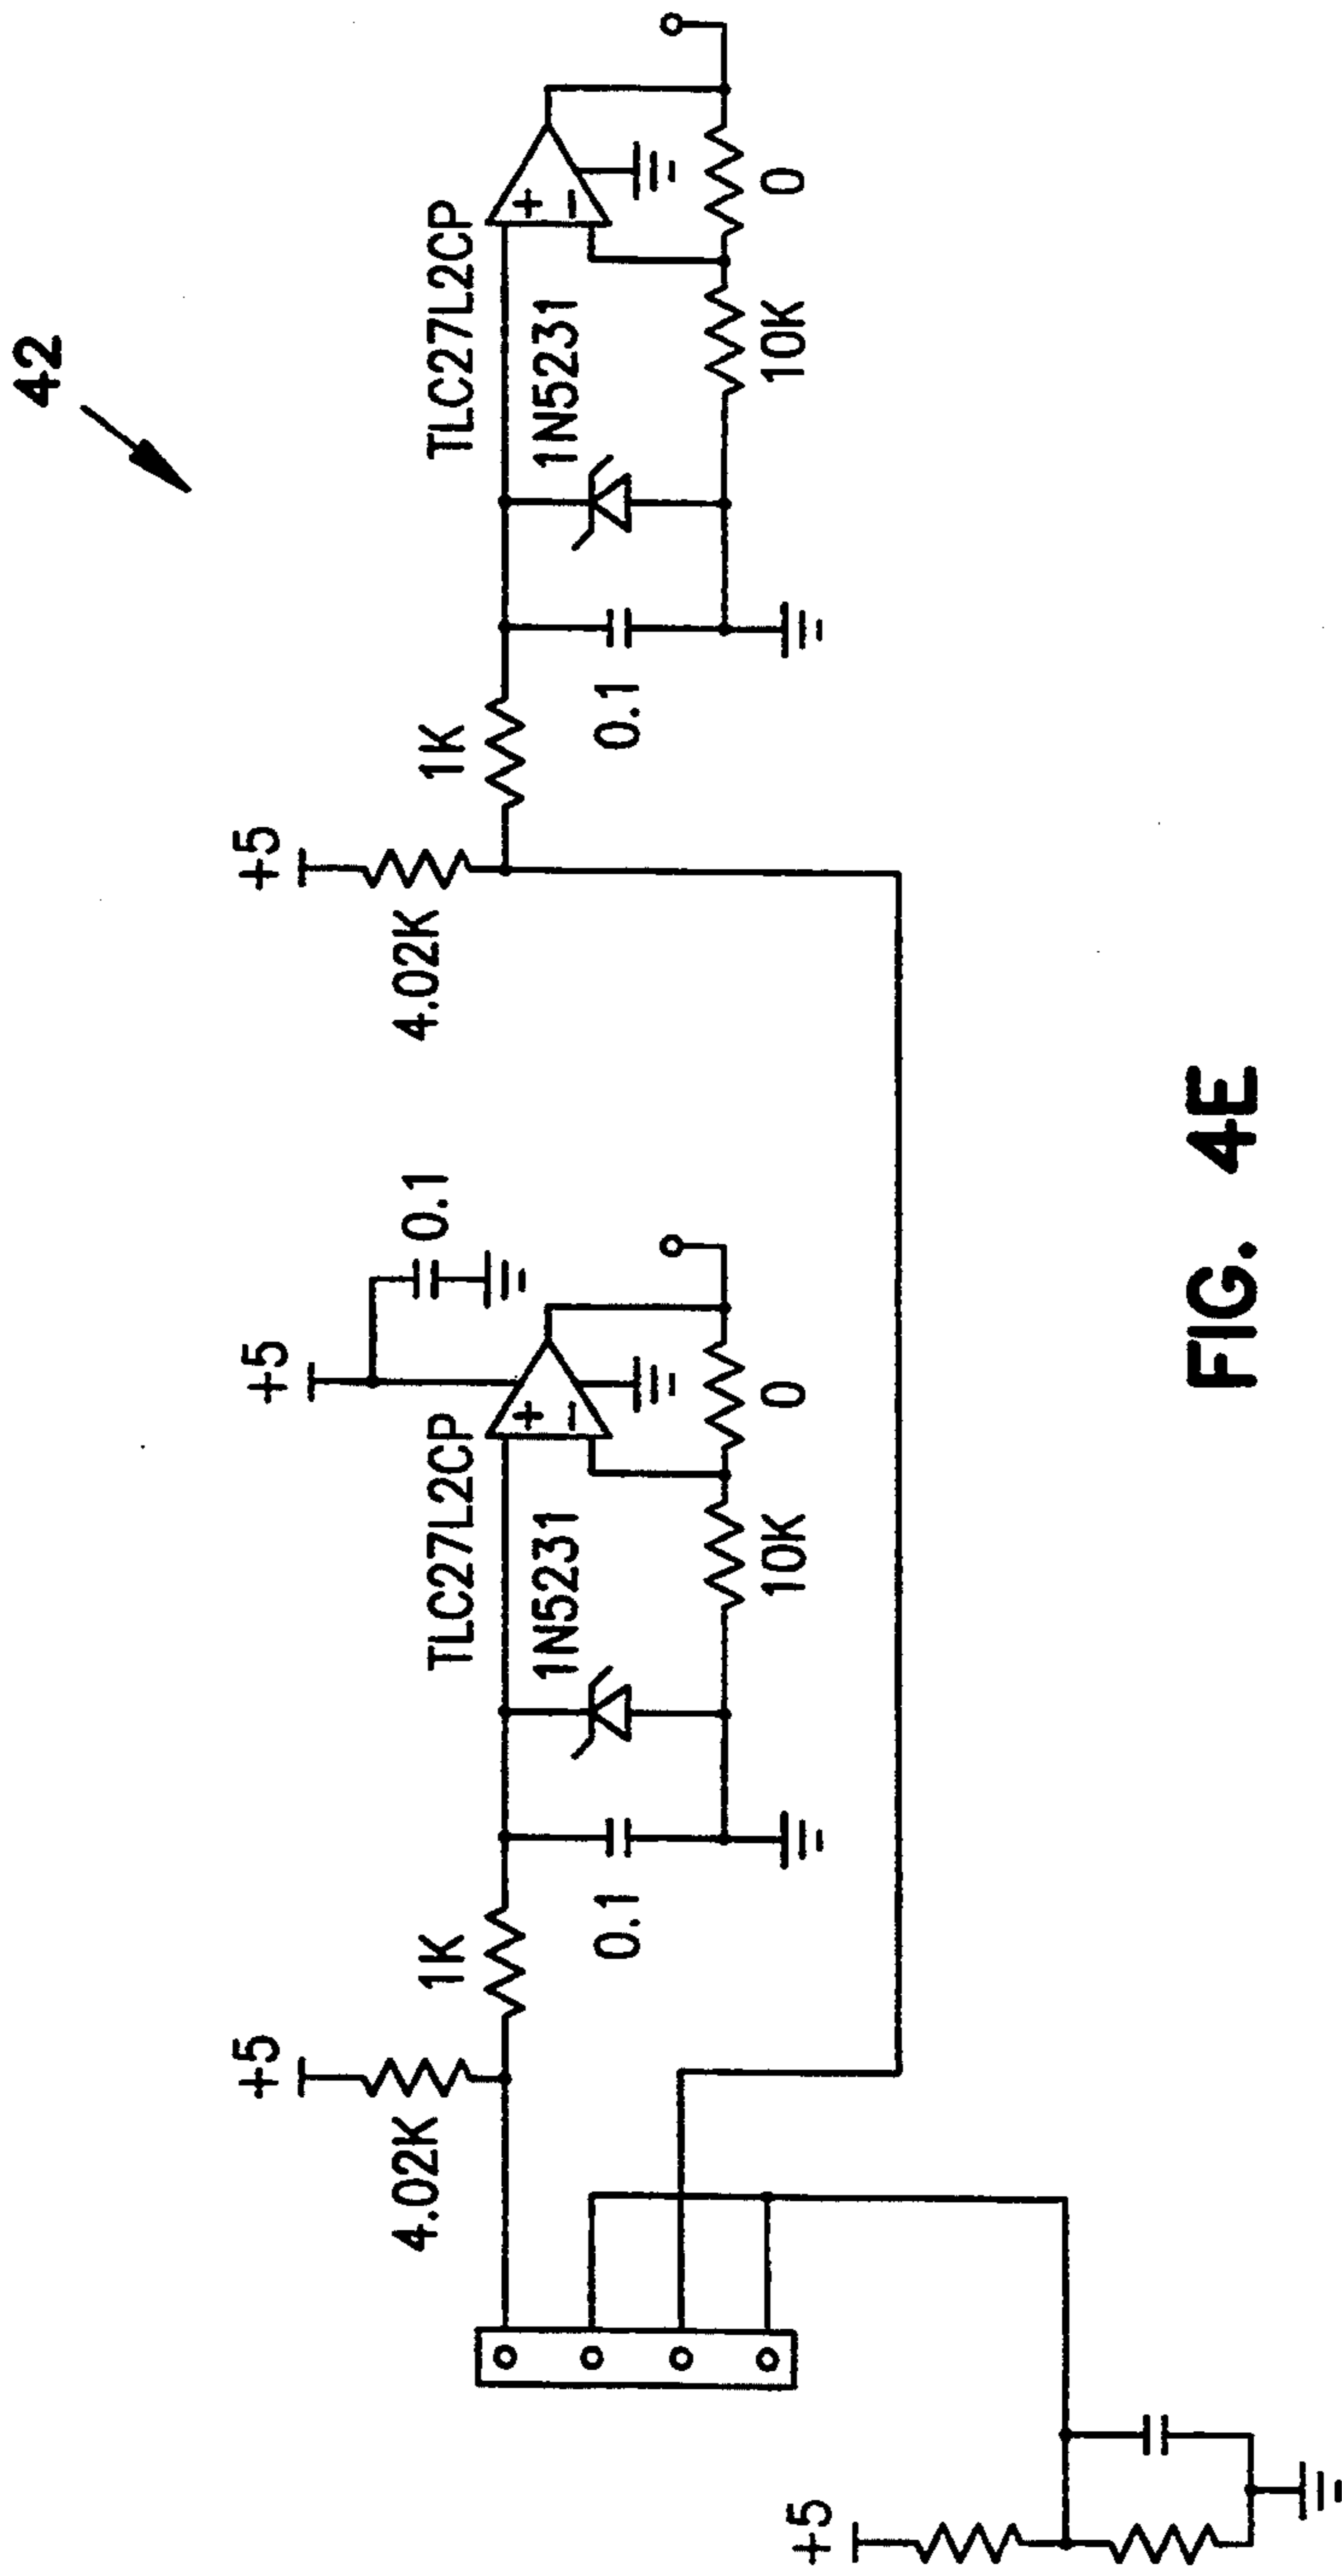 42
+5
4.02K
1K
0.1
TLC27L2CP
1N5231
+
−
10K
0
+5
0.1
+5
4.02K
1K
0.1
TLC27L2CP
1N5231
+
−
10K
0
+5
FIG. 4E